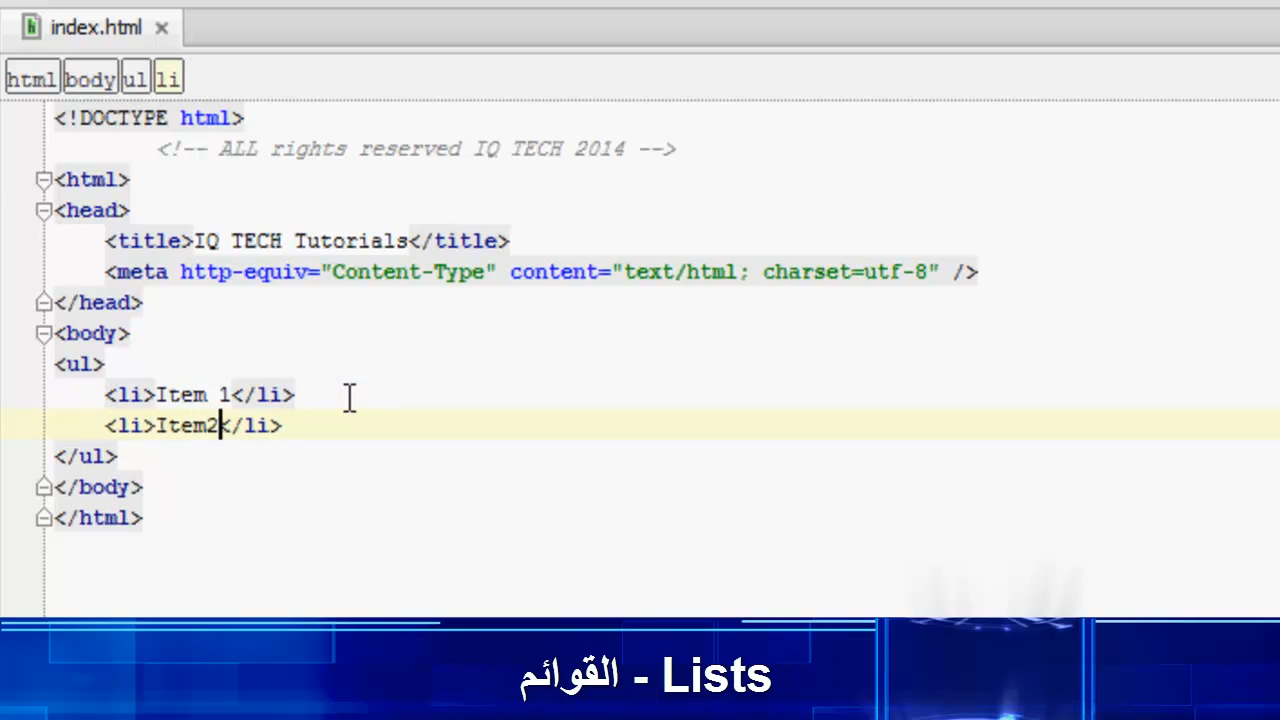 index.html
html body ul li
<!DOCTYPE html>
<!-- ALL rights reserved IQ TECH 2014 -->
<html>
<head>
<title>IQ TECH Tutorials</title>
<meta http-equiv="Content-Type" content="text/html; charset=utf-8" />
</head>
<body>
<ul>
<li>Item 1</li>
<li>Item2</li>
</ul>
</body>
</html>
القوائم - Lists